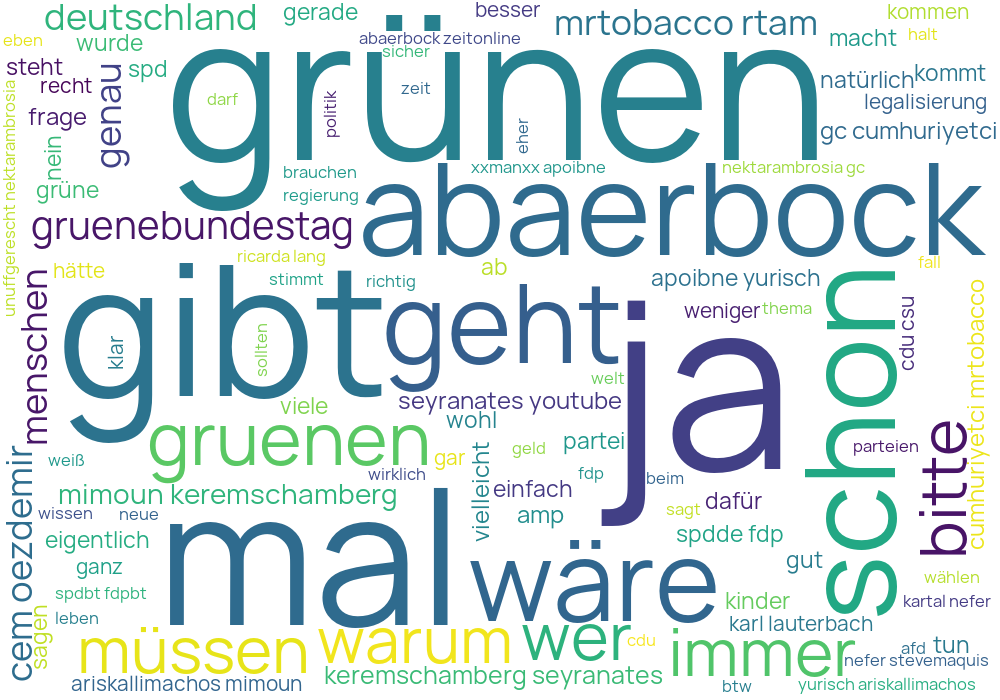 deutschland
gerade
besser
mrtobacco rtam
kommen
eben
wurde
grünen
abaerbock zeitonline
sicher
macht
halt
steht
spd
recht
genau
darf
zeit
politik
natürlich
kommt
legalisierung
frage
eher
gc cumhuriyetci
nein
grüne
brauchen
regierung
xxmanxx apoibne
nektarambrosia gc
unuffgerescht nektarambrosia
gruenebundestag
abaerbock
ricarda lang
hätte
stimmt
richtig
ab
apoibne yurisch
fall
menschen
gibt
geht
ja
schon
weniger
thema
cdu csu
klar
sollten
welt
cumhuriyetci mrtobacco
viele
seyranates youtube
wohl
gruenen
gar
geld
partei
parteien
bitte
weiß
wirklich
fdp
beim
vielleicht
einfach
cem oezdemir
mimoun keremschamberg
mal
dafür
sagt
wissen
neue
amp
eigentlich
spdde fdp
wäre
gut
ganz
wählen
spdbt fdpbt
kinder
kartal nefer
leben
sagen
karl lauterbach
müssen
warum
wer
cdu
immer
afd
tun
nefer stevemaquis
keremschamberg seyranates
ariskallimachos mimoun
btw
yurisch ariskallimachos